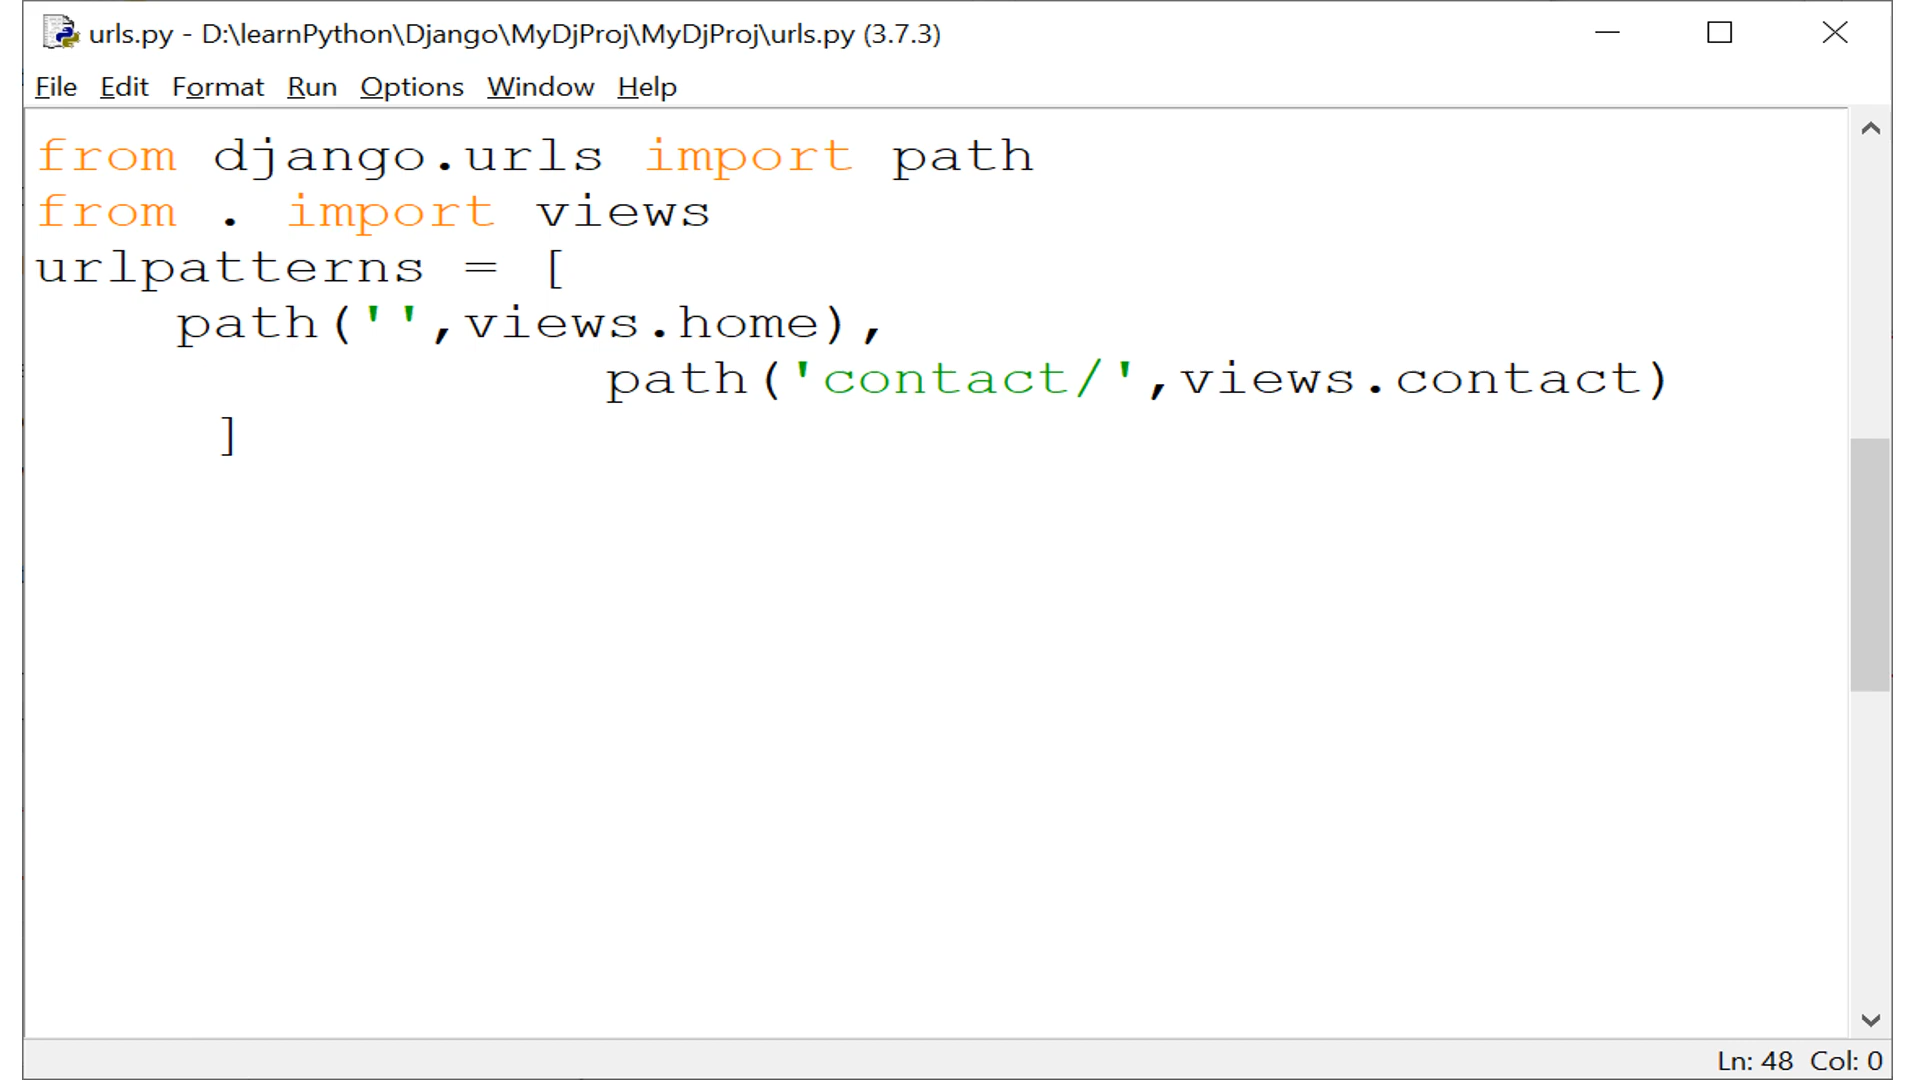 urls.py - D:\learnPython\Django\MyDjProj\MyDjProj\urls.py (3.7.3)
File Edit Format Run Options Window Help
from django.urls import path
from . import views
urlpatterns = [
    path('',views.home),
                path('contact/',views.contact)
     ]
Ln: 48 Col: 0